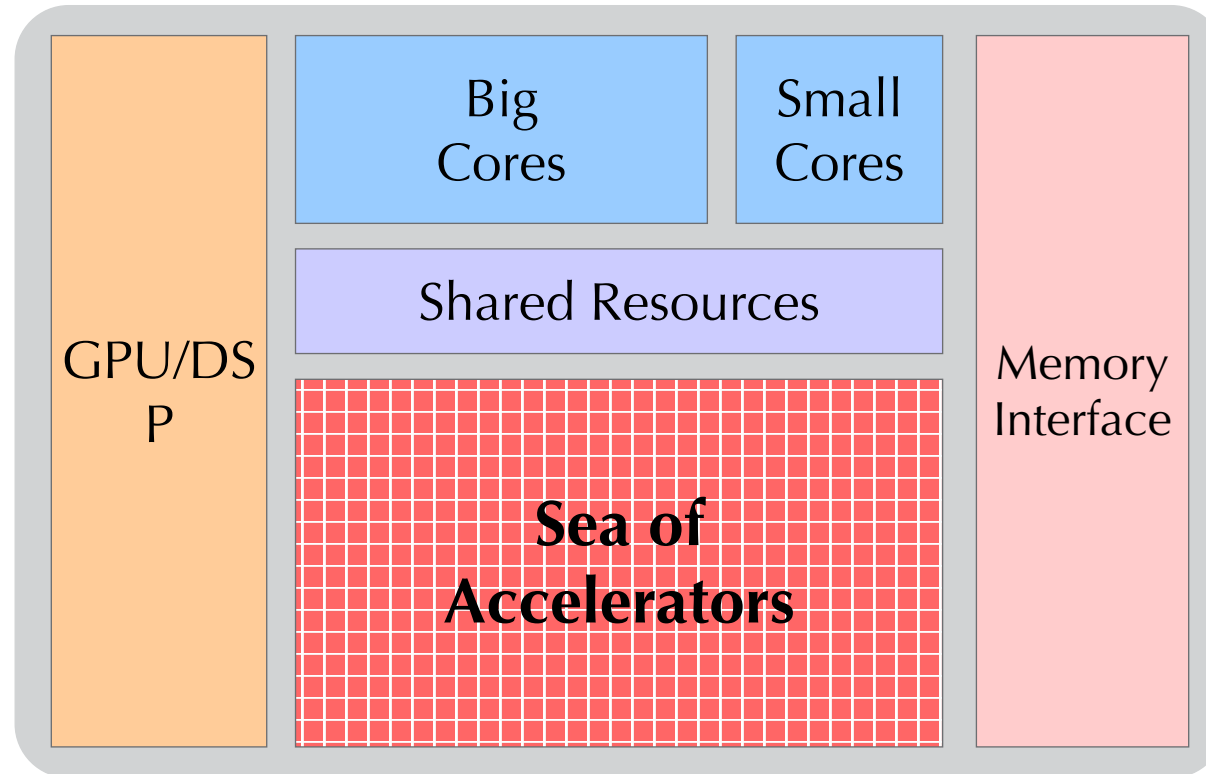 Big
Cores
Small
Cores
Shared Resources
GPU/DS
P
Memory
Interface
Sea of
Accelerators